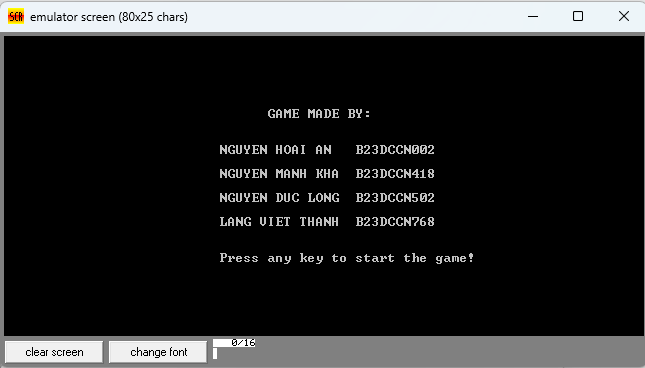 SCR emulator screen (80x25 chars)
GAME MADE BY:
NGUYEN HOAI AN B23DCCN002
NGUYEN MANH KHA B23DCCN418
NGUYEN DUC LONG B23DCCN502
LANG VIET THANH B23DCCN768
Press any key to start the game!
clear screen change font 0/16